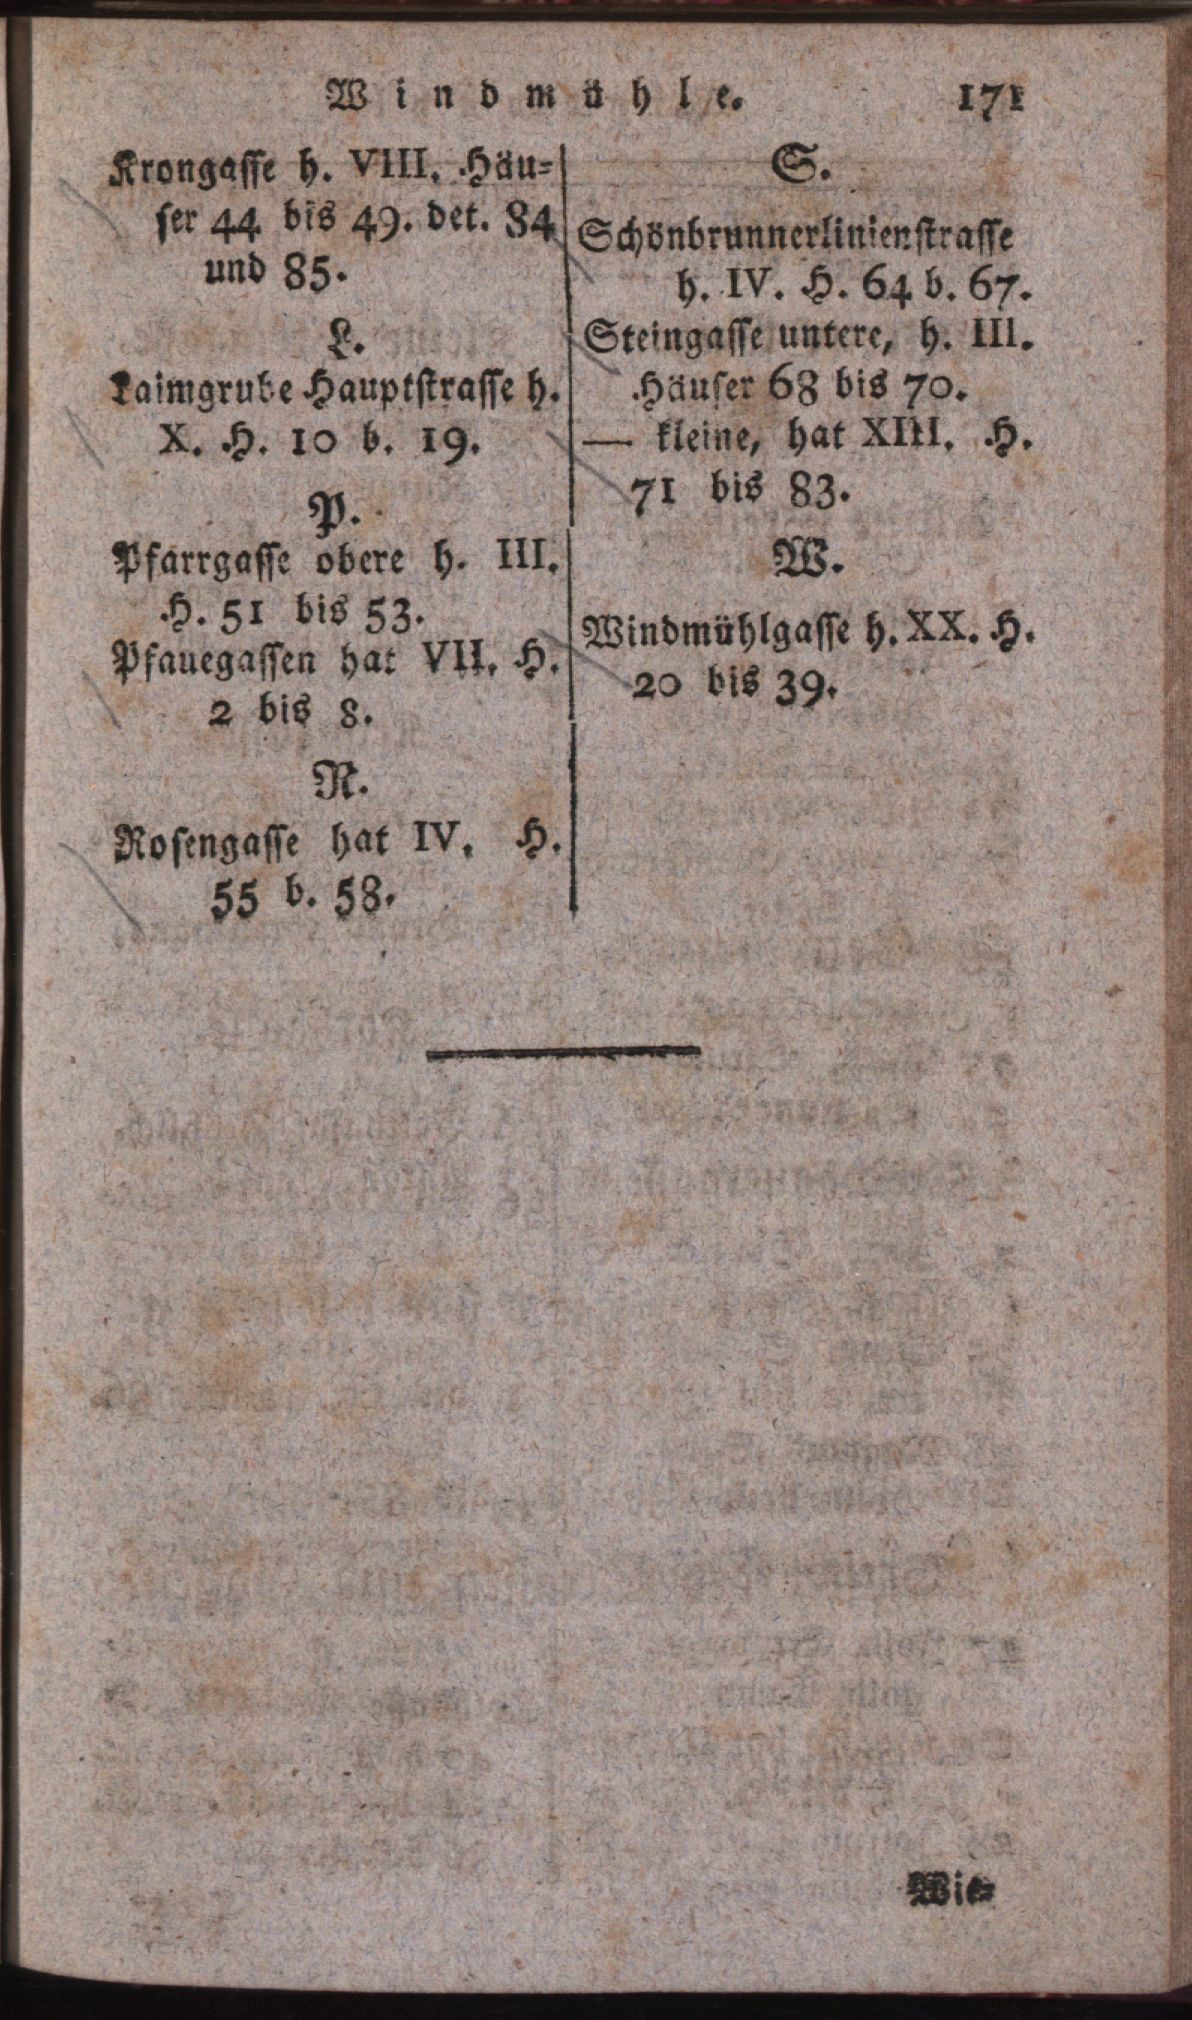 Windmühle. 171
Krongasse h. VIII. Häu-
ser 44 bis 49. det. 84
und 85.
L.
Laimgrube Hauptstrasse h.
X. H. 10 b. 19.
P.
Pfarrgasse obere h. III.
H. 51 bis 53.
Pfauegassen hat VII. H.
2 bis 8.
R.
Rosengasse hat IV. H.
55 b. 58.
S.
Schönbrunnerlinienstrasse
h. IV. H. 64 b. 67.
Steingasse untere, h. III.
Häuser 68 bis 70.
— kleine, hat XIII. H.
71 bis 83.
W.
Windmühlgasse h. XX. H.
20 bis 39.
Wie-